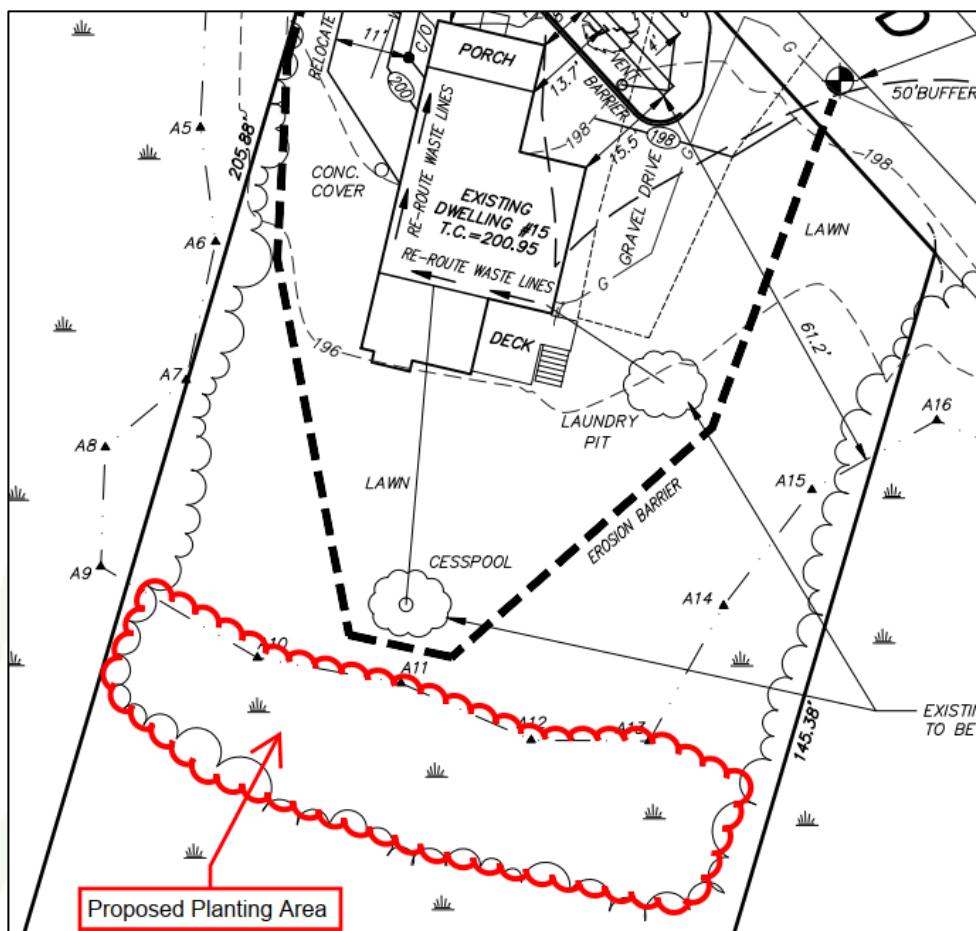 11'
RELOCATE
C/O
200
PORCH
VENT
4
G
50'BUFFER
A5
205.88'
13.7'
BARRIER
198
198
15.5'
G
198
CONC.
COVER
RE-ROUTE WASTE LINES
EXISTING
DWELLING #15
T.C.=200.95
GRAVEL DRIVE
LAWN
A6
RE-ROUTE WASTE LINES
G
196
DECK
61.2'
A7
A16
LAUNDRY
PIT
A8
LAWN
A15
EROSION BARRIER
CESSPOOL
A9
A14
A10
A11
A12
A13
145.38'
TO BE
Proposed Planting Area